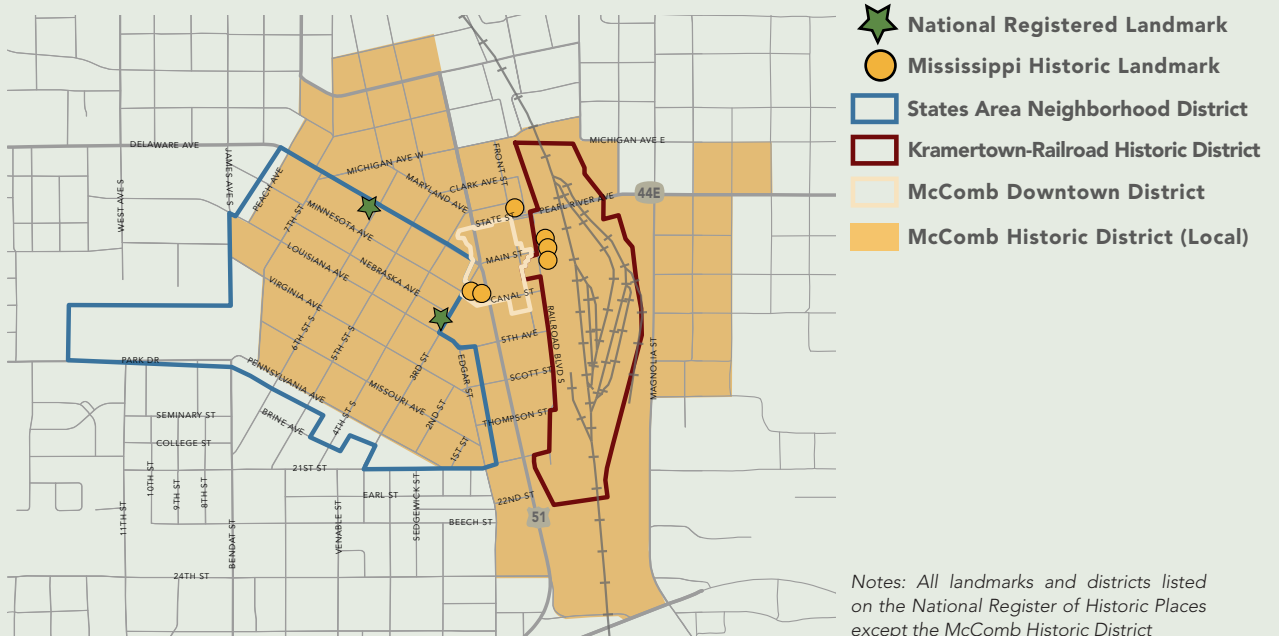 National Registered Landmark
Mississippi Historic Landmark
States Area Neighborhood District
Kramertown-Railroad Historic District
McComb Downtown District
McComb Historic District (Local)
DELAWARE AVE
MICHIGAN AVE E
MICHIGAN AVE W
FRONT ST
JAMES AVE S
PEACH AVE
WEST AVE S
MARYLAND AVE
CLARK AVE
44E
PEARL RIVER AVE
7TH ST
MINNESOTA AVE
STATE ST
MAIN ST
LOUISIANA AVE
NEBRASKA AVE
VIRGINIA AVE
CANAL ST
6TH ST S
5TH ST S
5TH AVE
RAILROAD BLVD S
MAGNOLIA ST
PARK DR
PENNSYLVANIA AVE
3RD ST
EDGAR ST
SCOTT ST
MISSOURI AVE
SEMINARY ST
BRINE AVE
4TH ST S
2ND ST
THOMPSON ST
COLLEGE ST
1ST ST
21ST ST
10TH ST
9TH ST
8TH ST
EARL ST
SEDGEWICK ST
22ND ST
11TH ST
BENDAT ST
VENABLE ST
BEECH ST
51
24TH ST
Notes: All landmarks and districts listed
on the National Register of Historic Places
except the McComb Historic District